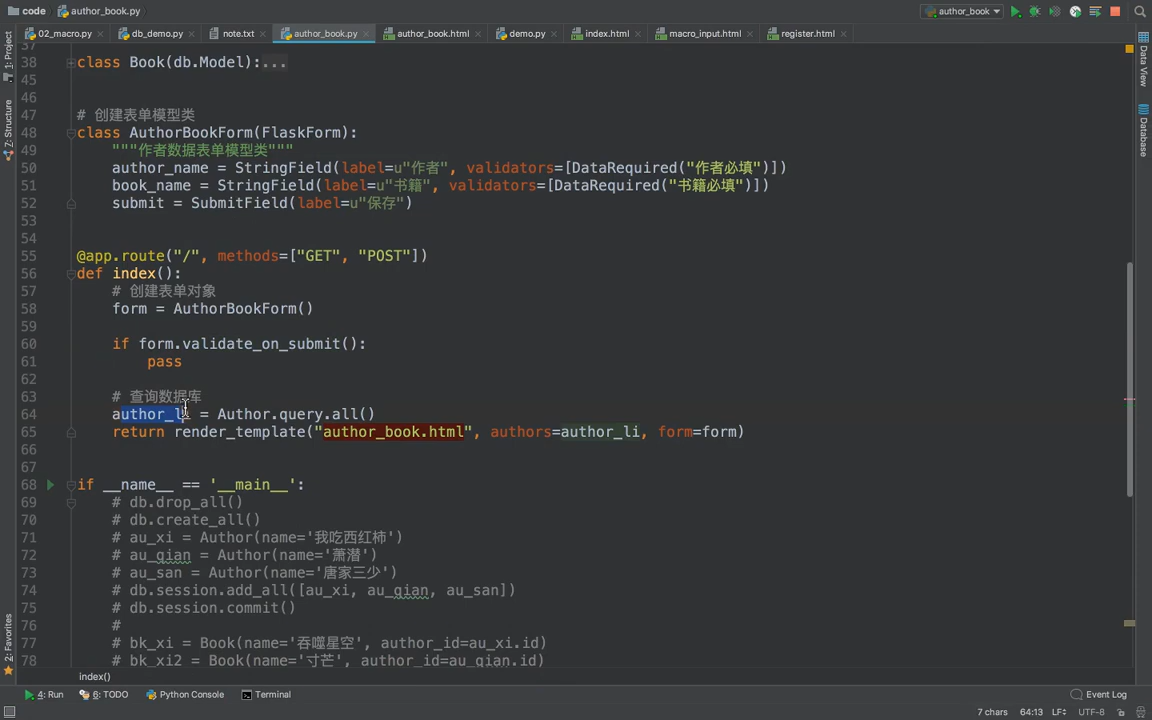 code author_book.py author_book
02_macro.py db_demo.py note.txt author_book.py author_book.html demo.py index.html macro_input.html register.html
1: Project
Z: Structure
2: Favorites
Data View
Database
37
38 class Book(db.Model):...
45
46
47 # 创建表单模型类
48 class AuthorBookForm(FlaskForm):
49 """作者数据表单模型类"""
50 author_name = StringField(label=u"作者", validators=[DataRequired("作者必填")])
51 book_name = StringField(label=u"书籍", validators=[DataRequired("书籍必填")])
52 submit = SubmitField(label=u"保存")
53
54
55 @app.route("/", methods=["GET", "POST"])
56 def index():
57 # 创建表单对象
58 form = AuthorBookForm()
59
60 if form.validate_on_submit():
61 pass
62
63 # 查询数据库
64 author_li = Author.query.all()
65 return render_template("author_book.html", authors=author_li, form=form)
66
67
68 if __name__ == '__main__':
69 # db.drop_all()
70 # db.create_all()
71 # au_xi = Author(name='我吃西红柿')
72 # au_qian = Author(name='萧潜')
73 # au_san = Author(name='唐家三少')
74 # db.session.add_all([au_xi, au_qian, au_san])
75 # db.session.commit()
76 #
77 # bk_xi = Book(name='吞噬星空', author_id=au_xi.id)
78 # bk_xi2 = Book(name='寸芒', author_id=au_qian.id)
index()
4: Run 6: TODO Python Console Terminal Event Log
7 chars 64:13 LF UTF-8